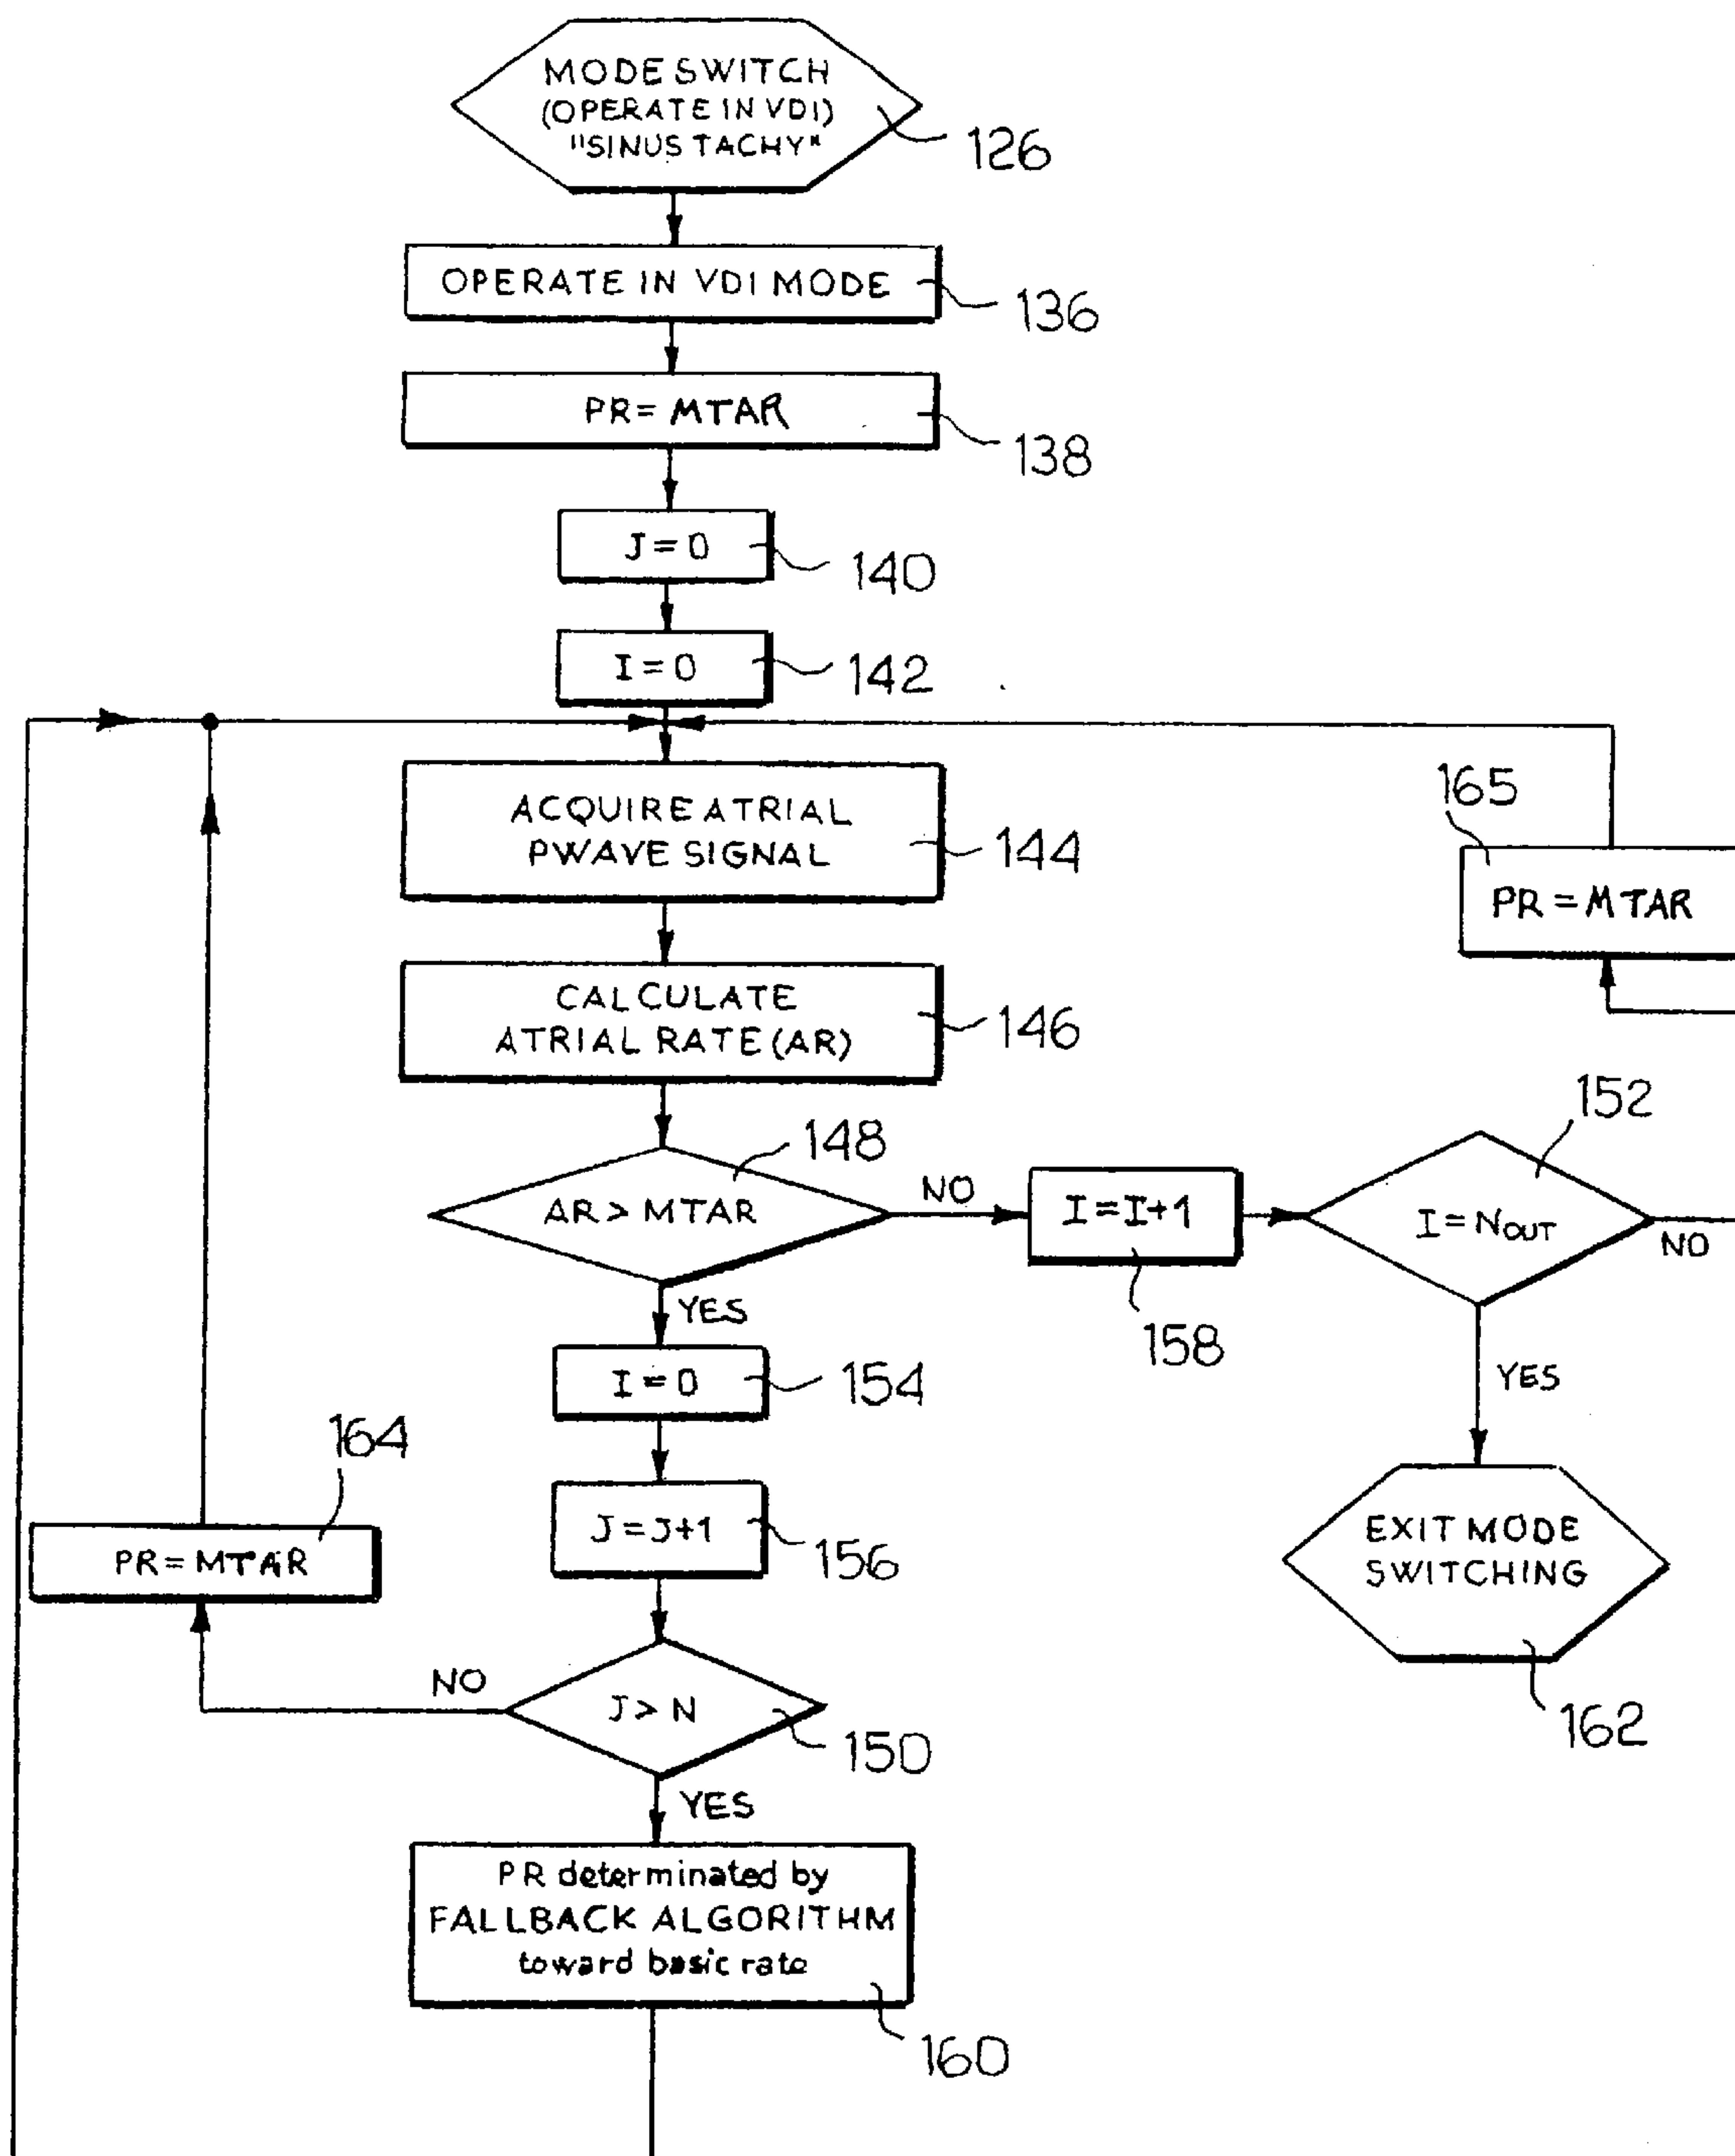 MODE SWITCH
(OPERATE IN VDI)
"SINUS TACHY"
126
OPERATE IN VDI MODE
136
PR = MTAR
138
J = 0
140
I = 0
142
ACQUIRE ATRIAL
PWAVE SIGNAL
144
165
PR = MTAR
CALCULATE
ATRIAL RATE (AR)
146
AR > MTAR
148
NO
I = I+1
158
I = NOUT
152
NO
YES
YES
I = 0
154
J = J+1
156
164
PR = MTAR
EXIT MODE
SWITCHING
162
NO
J > N
150
YES
PR determinated by
FALLBACK ALGORITHM
toward basic rate
160